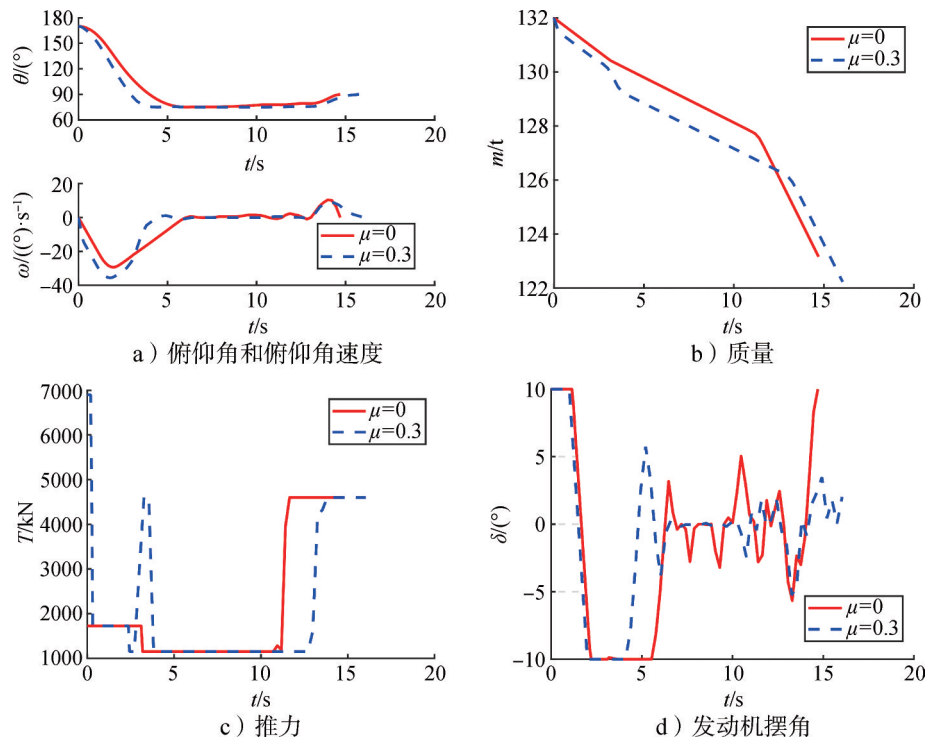 180
150
120
90
60
θ/(°)
0 5 10 15 20
t/s
μ=0
μ=0.3
20
0
−20
−40
ω/((°)·s⁻¹)
μ=0
μ=0.3
0 5 10 15 20
t/s
a）俯仰角和俯仰角速度
132
130
128
126
124
122
m/t
μ=0
μ=0.3
0 5 10 15 20
t/s
b）质量
7000
6000
5000
4000
3000
2000
1000
T/kN
μ=0
μ=0.3
0 5 10 15 20
t/s
c）推力
10
5
0
−5
−10
δ/(°)
μ=0
μ=0.3
0 5 10 15 20
t/s
d）发动机摆角